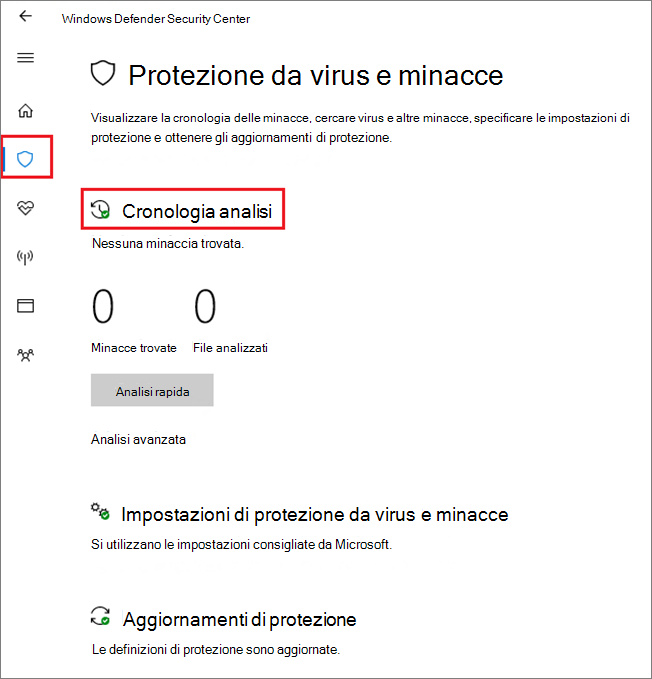 Windows Defender Security Center
Protezione da virus e minacce
Visualizzare la cronologia delle minacce, cercare virus e altre minacce, specificare le impostazioni di
protezione e ottenere gli aggiornamenti di protezione.
Cronologia analisi
Nessuna minaccia trovata.
0 0
Minacce trovate File analizzati
Analisi rapida
Analisi avanzata
Impostazioni di protezione da virus e minacce
Si utilizzano le impostazioni consigliate da Microsoft.
Aggiornamenti di protezione
Le definizioni di protezione sono aggiornate.